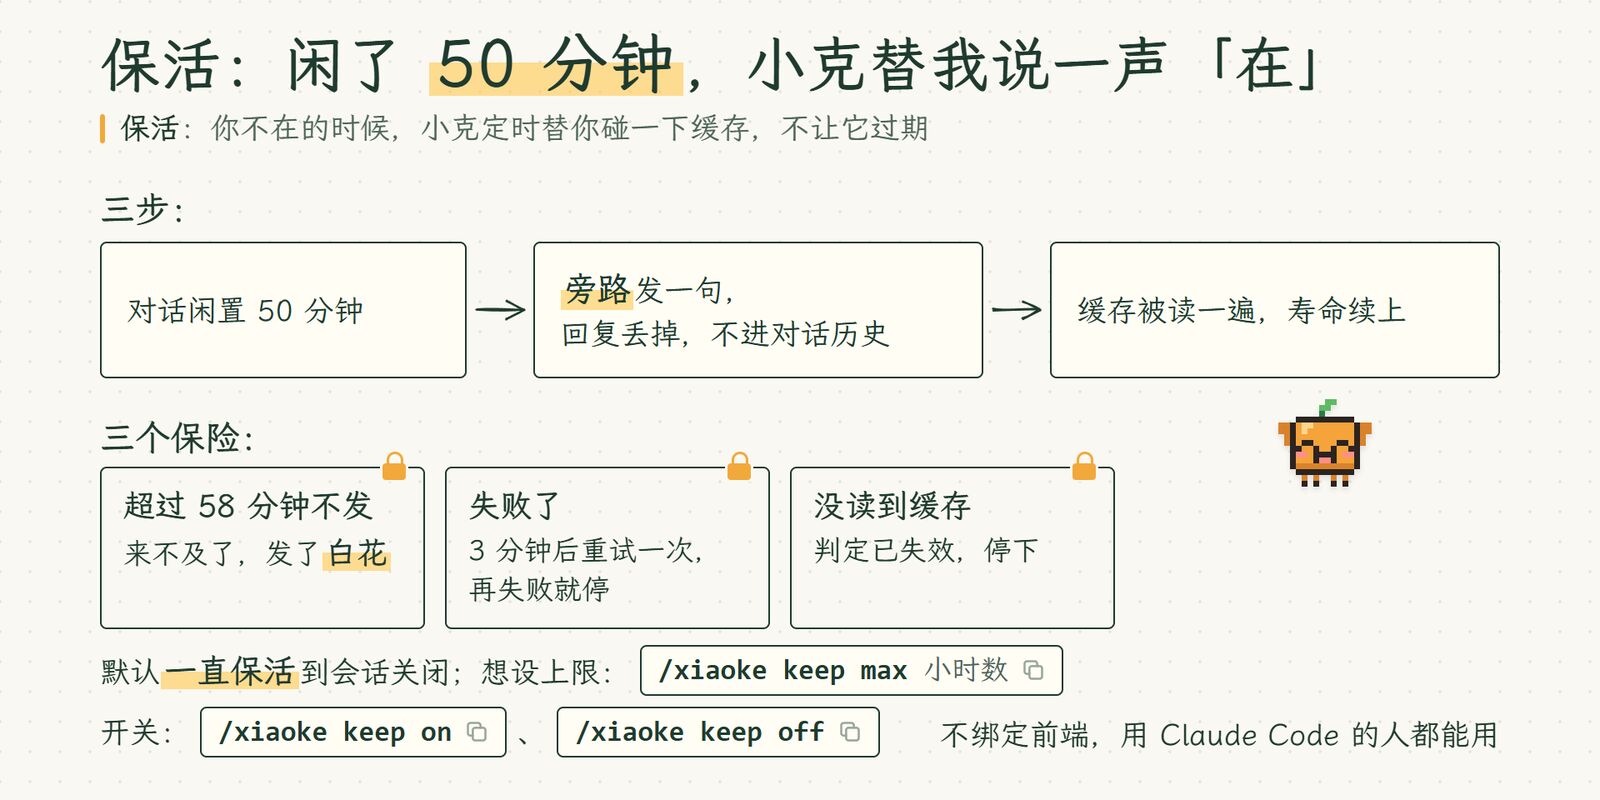 保活：闲了 50 分钟，小克替我说一声「在」
保活：你不在的时候，小克定时替你碰一下缓存，不让它过期
三步：
对话闲置 50 分钟
旁路发一句，
回复丢掉，不进对话历史
缓存被读一遍，寿命续上
三个保险：
超过 58 分钟不发
来不及了，发了白花
失败了
3 分钟后重试一次，
再失败就停
没读到缓存
判定已失效，停下
默认一直保活到会话关闭；想设上限： /xiaoke keep max 小时数
开关： /xiaoke keep on 、 /xiaoke keep off 不绑定前端，用 Claude Code 的人都能用